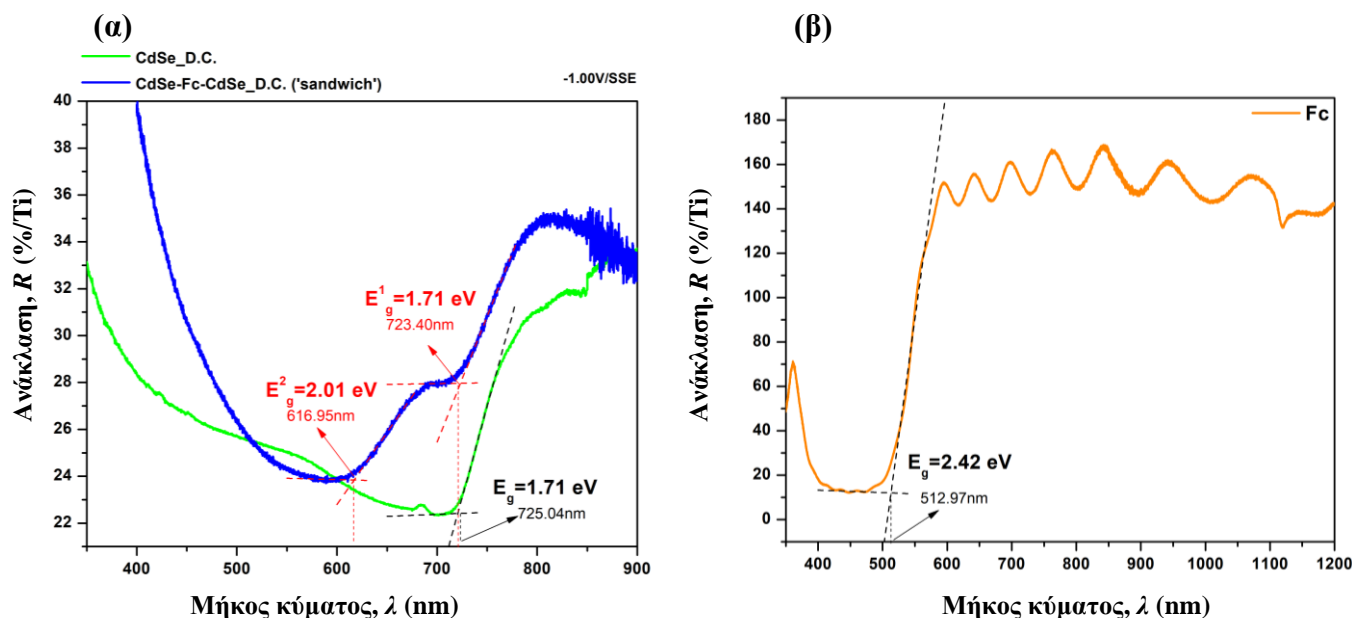 (α)
CdSe_D.C.
CdSe-Fc-CdSe_D.C. ('sandwich')
-1.00V/SSE
40
38
36
34
32
30
28
26
24
22
Ανάκλαση, R (%/Ti)
E¹g=1.71 eV
723.40nm
E²g=2.01 eV
616.95nm
Eg=1.71 eV
725.04nm
400 500 600 700 800 900
Μήκος κύματος, λ (nm)
(β)
Fc
180
160
140
120
100
80
60
40
20
0
Ανάκλαση, R (%/Ti)
Eg=2.42 eV
512.97nm
400 500 600 700 800 900 1000 1100 1200
Μήκος κύματος, λ (nm)